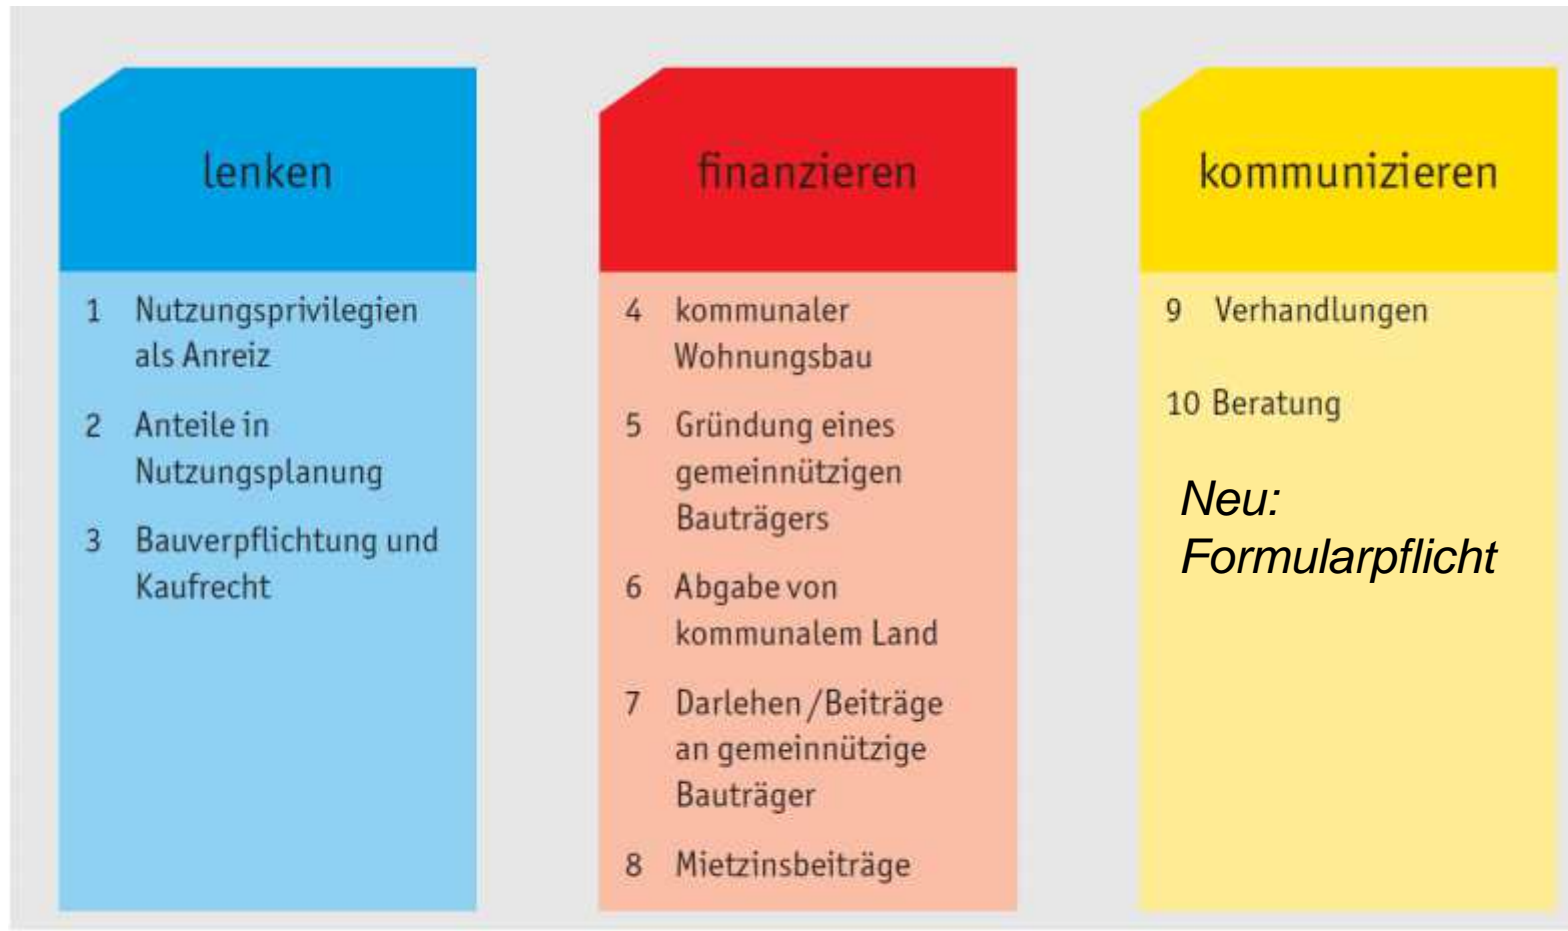 lenken
1 Nutzungsprivilegien
als Anreiz
2 Anteile in
Nutzungsplanung
3 Bauverpflichtung und
Kaufrecht
finanzieren
4 kommunaler
Wohnungsbau
5 Gründung eines
gemeinnützigen
Bauträgers
6 Abgabe von
kommunalem Land
7 Darlehen / Beiträge
an gemeinnützige
Bauträger
8 Mietzinsbeiträge
kommunizieren
9 Verhandlungen
10 Beratung
Neu:
Formularpflicht